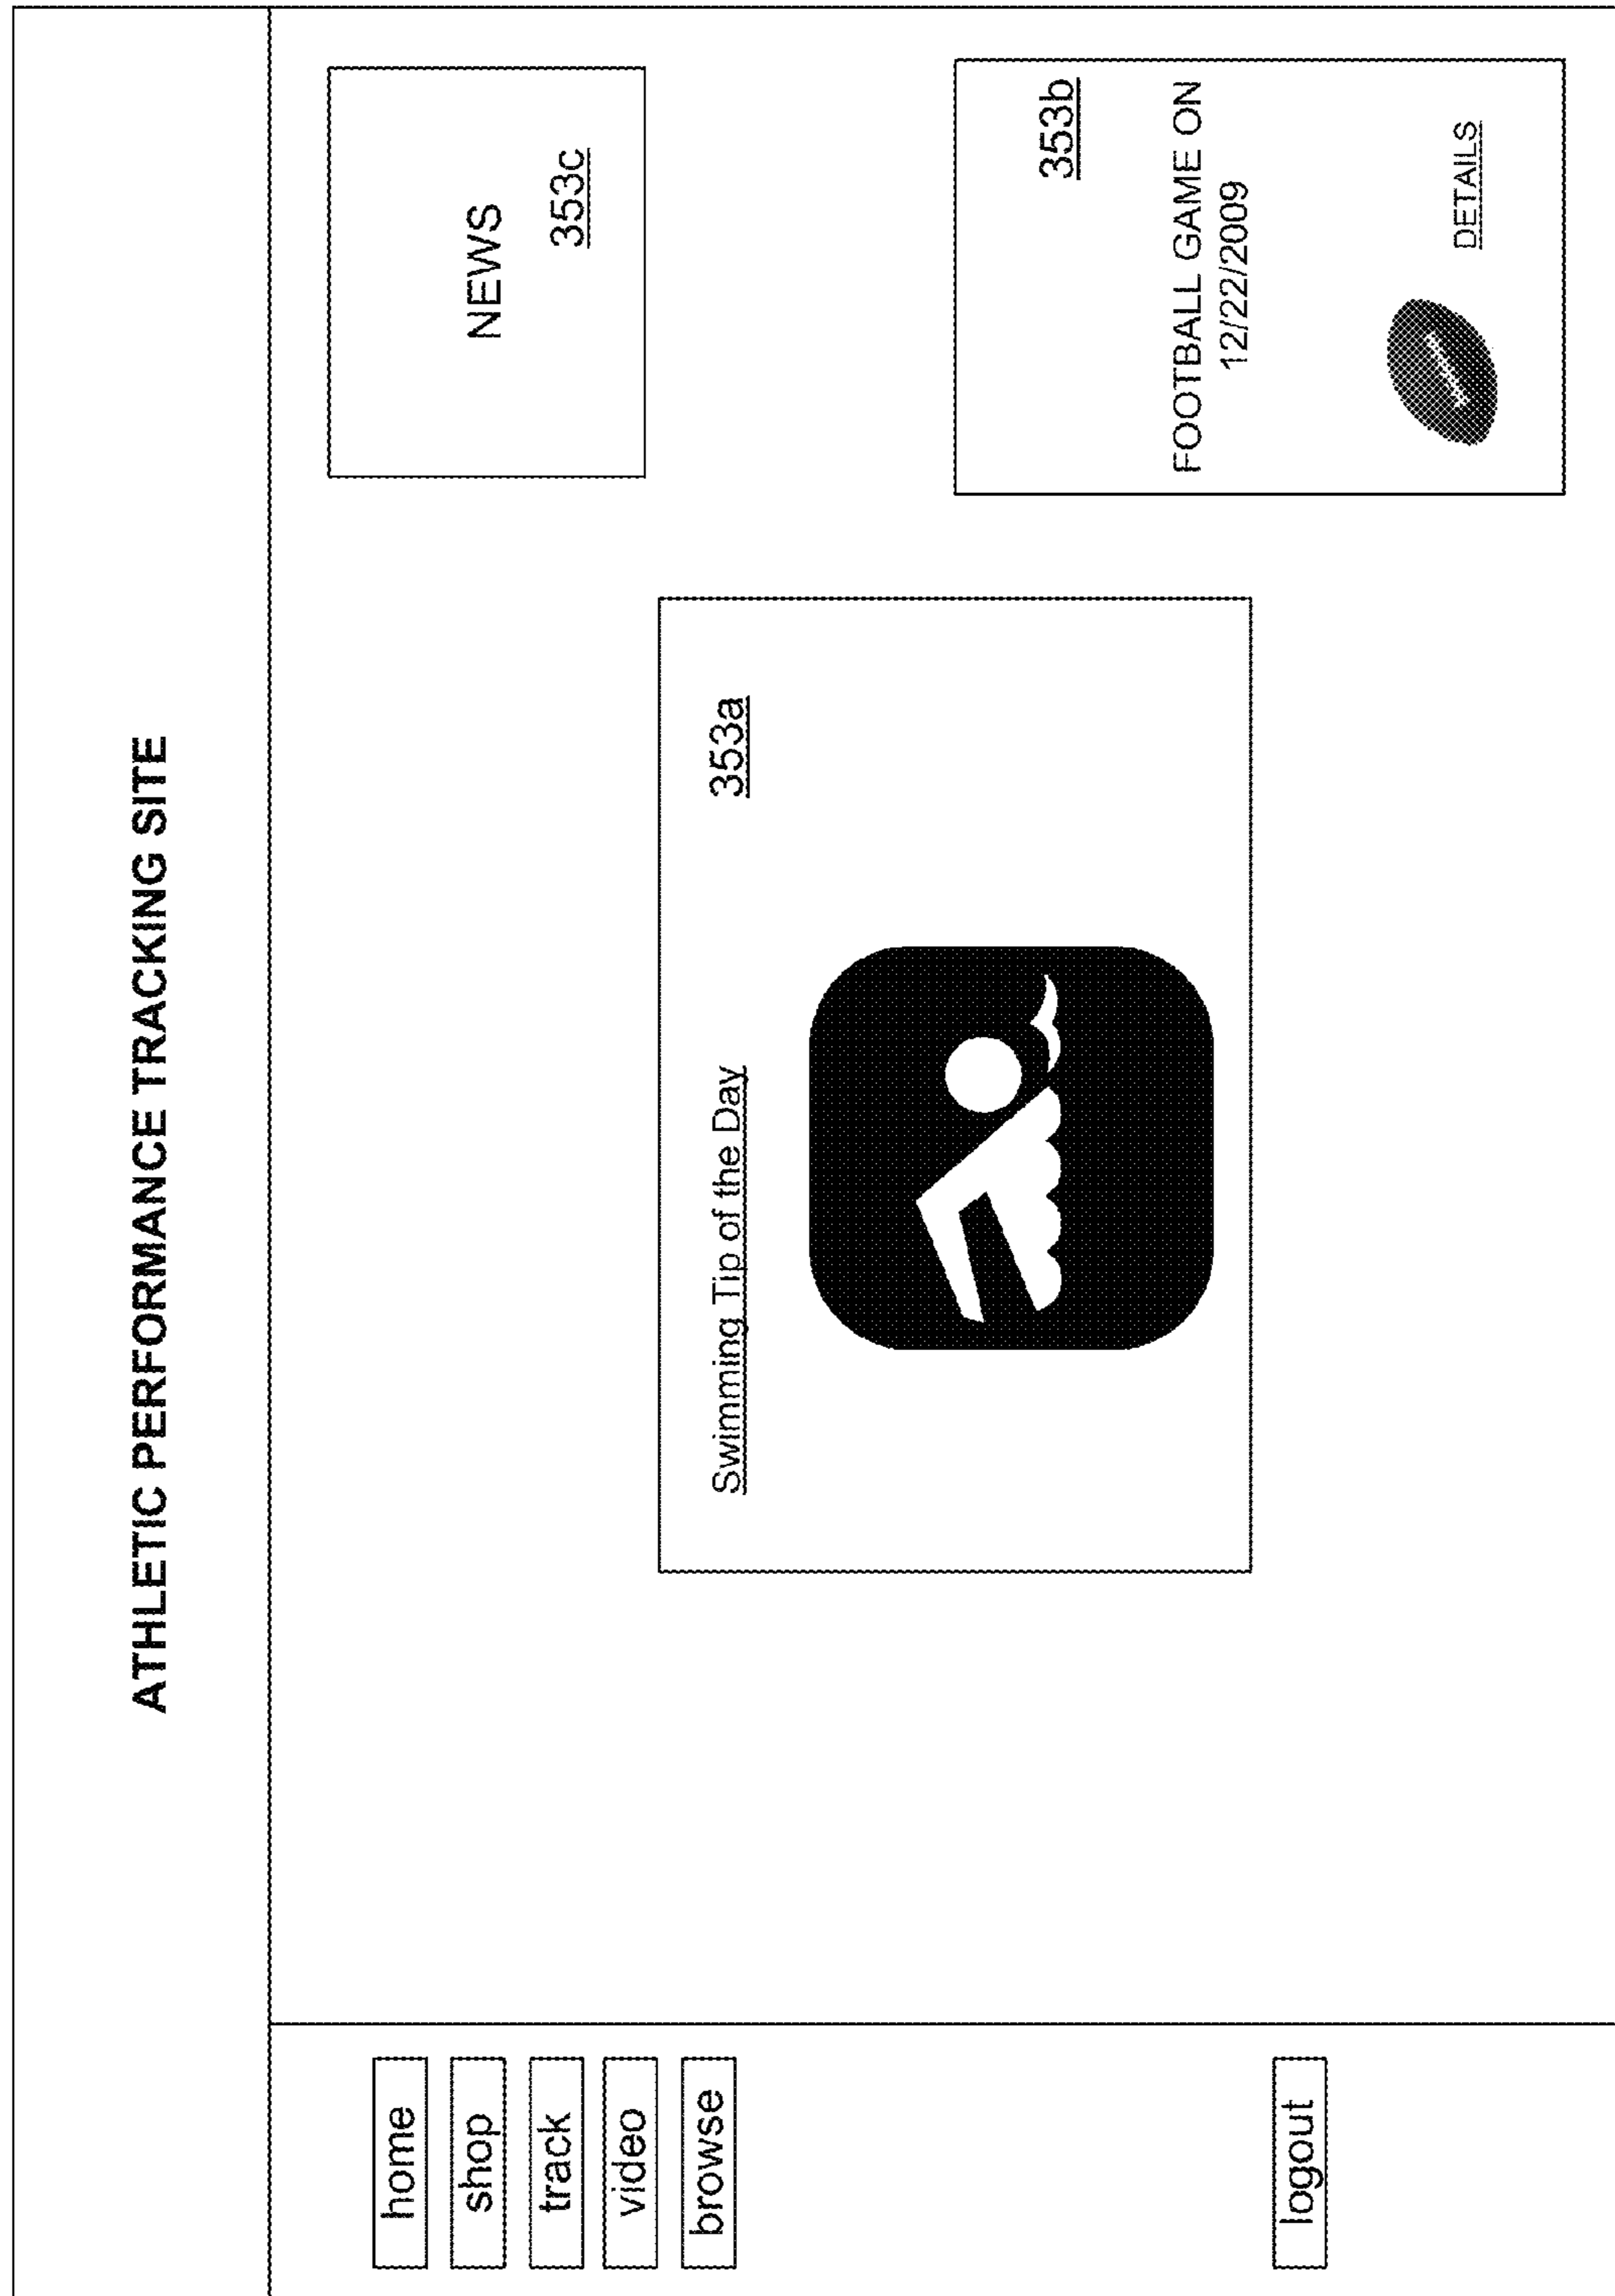 ATHLETIC PERFORMANCE TRACKING SITE
home
shop
track
video
browse
logout
Swimming Tip of the Day
353a
NEWS
353c
353b
FOOTBALL GAME ON
12/22/2009
DETAILS